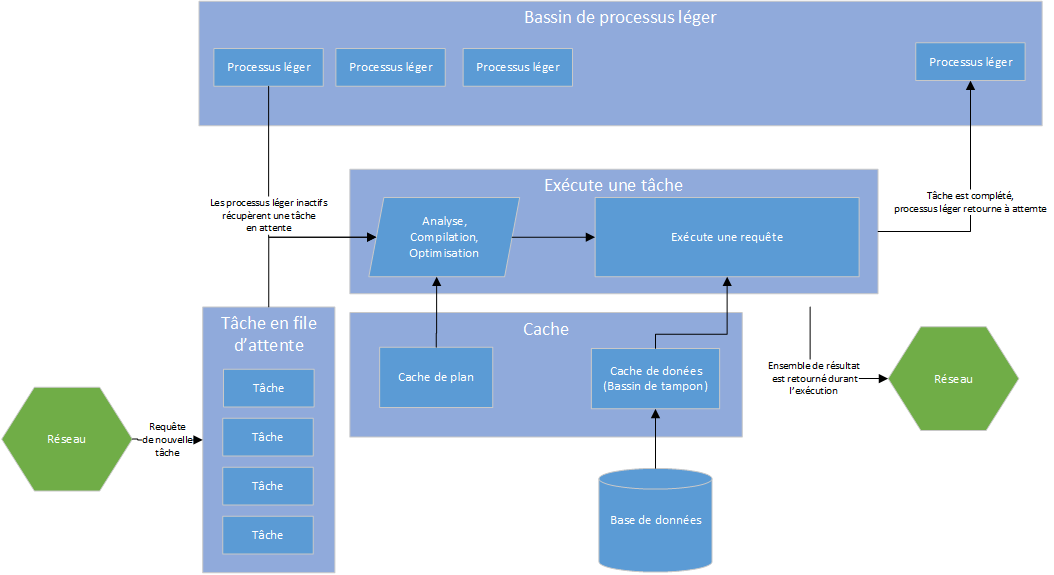 Bassin de processus léger
Processus léger
Processus léger
Processus léger
Processus léger
Les processus léger inactifs
récupèrent une tâche
en attente
Exécute une tâche
Analyse,
Compilation,
Optimisation
Exécute une requête
Tâche est complété,
processus léger retourne à attemte
Tâche en file
d’attente
Tâche
Tâche
Tâche
Tâche
Cache
Cache de plan
Cache de donées
(Bassin de tampon)
Ensemble de résultat
est retourné durant
l’exécution
Réseau
Réseau
Requête
de nouvelle
tâche
Base de données